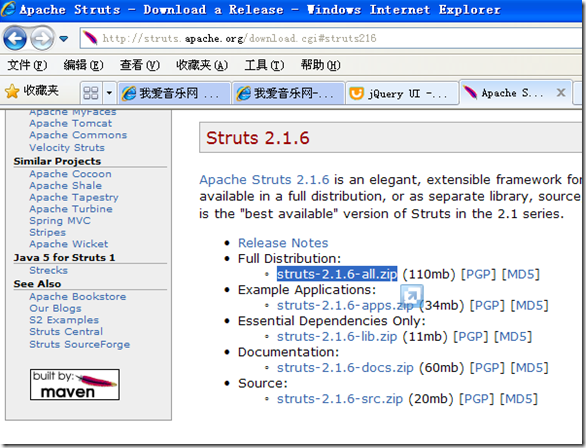 Apache Struts - Download a Release - Windows Internet Explorer
http://struts.apache.org/download.cgi#struts216
文件(F) 编辑(E) 查看(V) 收藏夹(A) 工具(T) 帮助(H)
收藏夹 我爱音乐网 ... 我爱音乐网-... jQuery UI -... Apache S...
Apache MyFaces
Apache Tomcat
Apache Commons
Velocity Struts
Similar Projects
Apache Cocoon
Apache Shale
Apache Tapestry
Apache Turbine
Spring MVC
Stripes
Apache Wicket
Java 5 for Struts 1
Strecks
See Also
Apache Bookstore
Our Blogs
S2 Examples
Struts Central
Struts SourceForge
built by:
maven
Struts 2.1.6
Apache Struts 2.1.6 is an elegant, extensible framework for
available in a full distribution, or as separate library, source
is the "best available" version of Struts in the 2.1 series.
• Release Notes
• Full Distribution:
◦ struts-2.1.6-all.zip (110mb) [PGP] [MD5]
• Example Applications:
◦ struts-2.1.6-apps.zip (34mb) [PGP] [MD5]
• Essential Dependencies Only:
◦ struts-2.1.6-lib.zip (11mb) [PGP] [MD5]
• Documentation:
◦ struts-2.1.6-docs.zip (60mb) [PGP] [MD5]
• Source:
◦ struts-2.1.6-src.zip (20mb) [PGP] [MD5]